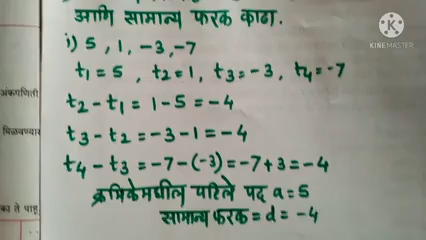 आणि सामान्य फरक काढा.
i) 5, 1, -3, -7
t₁ = 5, t₂ = 1, t₃ = -3, t₄ = -7
t₂ - t₁ = 1 - 5 = -4
t₃ - t₂ = -3 - 1 = -4
t₄ - t₃ = -7 - (-3) = -7 + 3 = -4
क्रमिकेमधील पहिले पद a = 5
सामान्य फरक = d = -4
अंकगणिती
मिळवण्यास
का ते पाहू
KINEMASTER